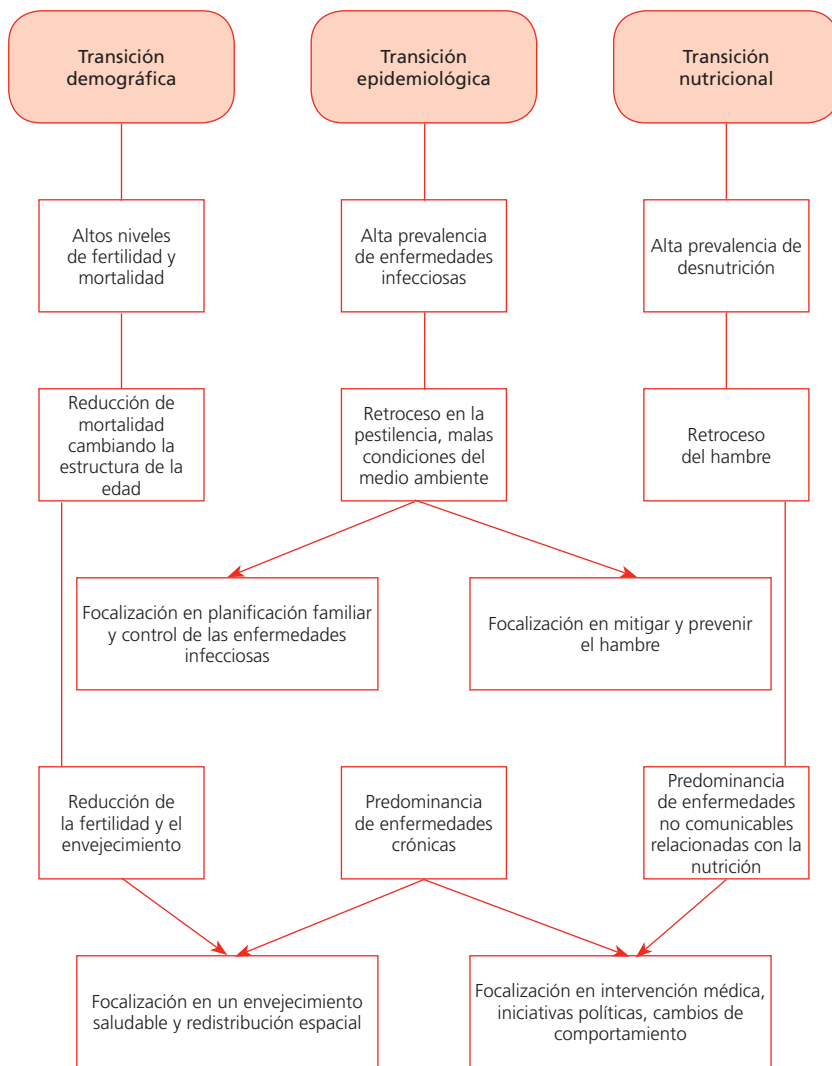 Transición
demográfica
Transición
epidemiológica
Transición
nutricional
Altos niveles
de fertilidad y
mortalidad
Alta prevalencia
de enfermedades
infecciosas
Alta prevalencia de
desnutrición
Reducción de
mortalidad
cambiando la
estructura de la
edad
Retroceso en la
pestilencia, malas
condiciones del
medio ambiente
Retroceso
del hambre
Focalización en planificación familiar
y control de las enfermedades
infecciosas
Focalización en mitigar y prevenir
el hambre
Reducción de
la fertilidad y el
envejecimiento
Predominancia
de enfermedades
crónicas
Predominancia
de enfermedades
no comunicables
relacionadas con la
nutrición
Focalización en un envejecimiento
saludable y redistribución espacial
Focalización en intervención médica,
iniciativas políticas, cambios de
comportamiento